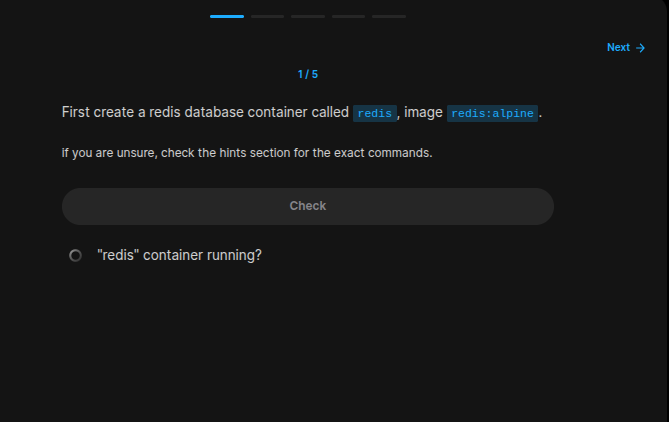 Next →
1 / 5
First create a redis database container called redis, image redis:alpine.
if you are unsure, check the hints section for the exact commands.
Check
"redis" container running?